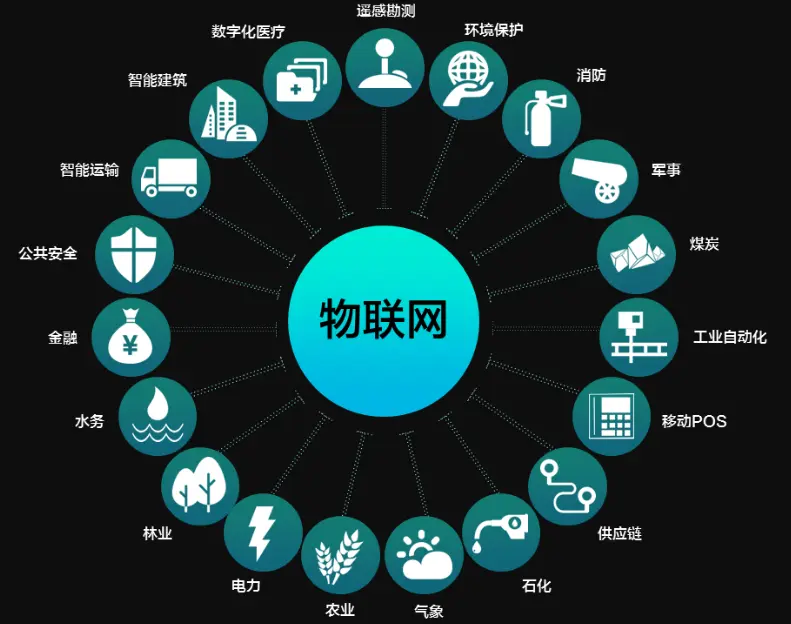 遥感勘测
环境保护
消防
军事
煤炭
工业自动化
移动POS
供应链
石化
气象
农业
电力
林业
水务
金融
公共安全
智能运输
智能建筑
数字化医疗
物联网
¥